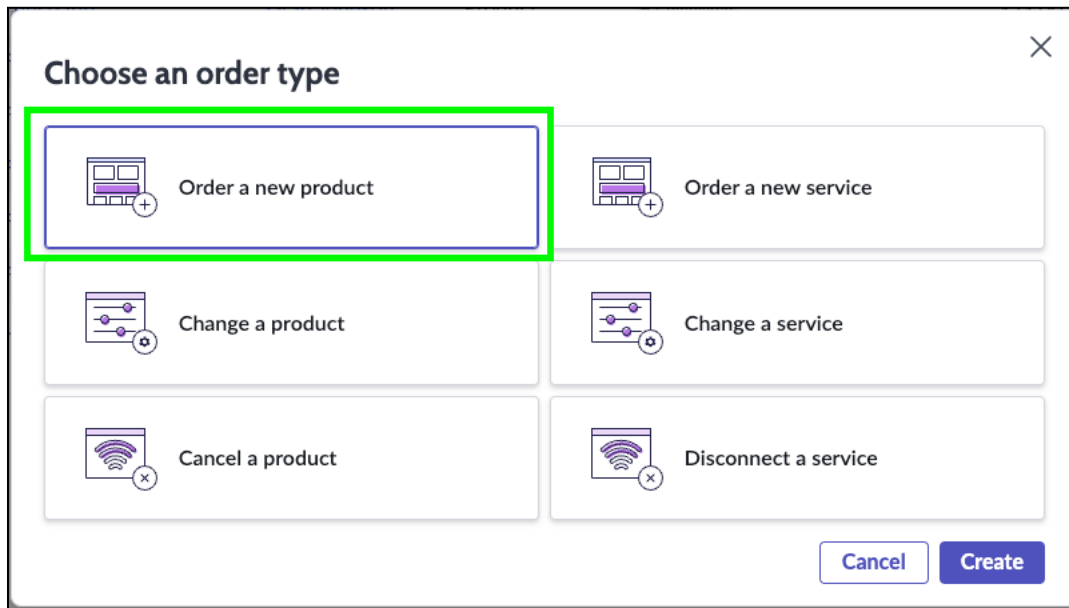 Choose an order type
Order a new product
Order a new service
Change a product
Change a service
Cancel a product
Disconnect a service
Cancel
Create